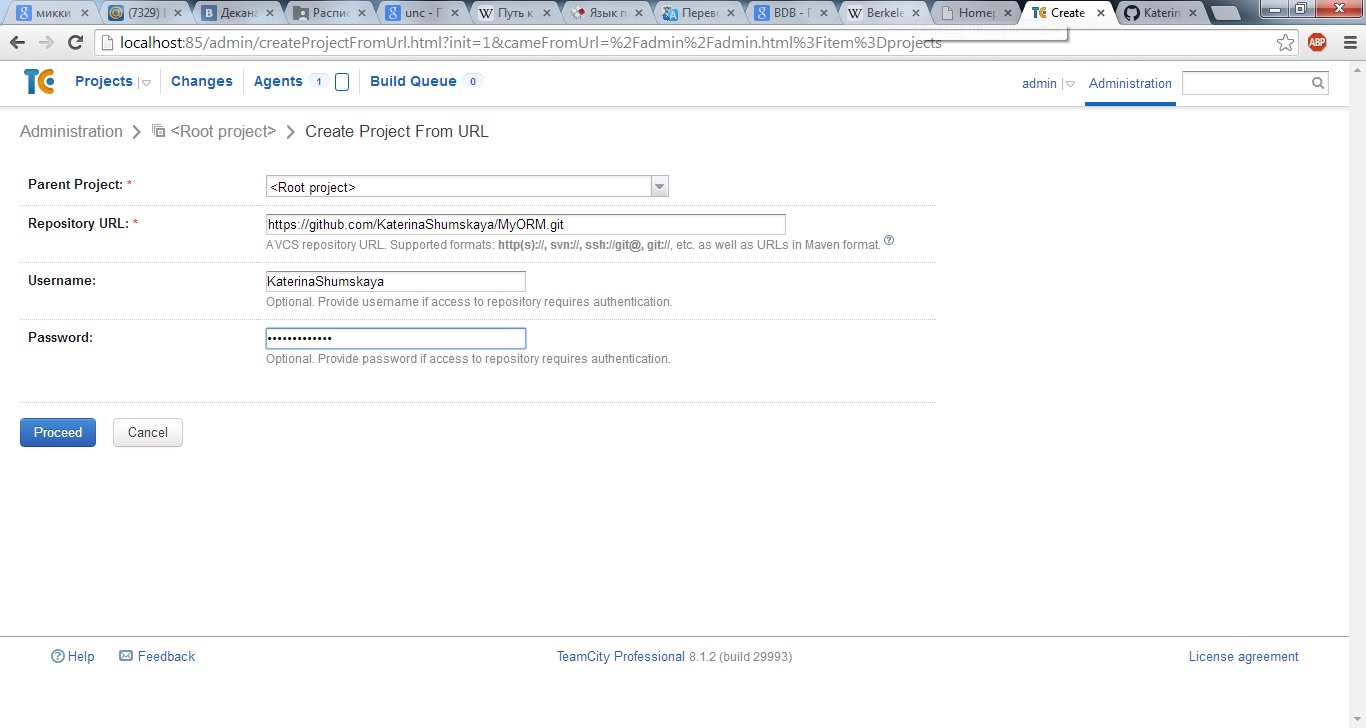 микки
(7329)
B Декана
Распис
unc - Г
W Путь к
Язык п
Перев
BDB - Г
W Berkele
Homep
TC Create
Katerin
localhost:85/admin/createProjectFromUrl.html?init=1&cameFromUrl=%2Fadmin%2Fadmin.html%3Fitem%3Dprojects
ABP
TC Projects Changes Agents 1 Build Queue 0 admin Administration
Administration <Root project> Create Project From URL
Parent Project: * <Root project>
Repository URL: * https://github.com/KaterinaShumskaya/MyORM.git
A VCS repository URL. Supported formats: http(s)://, svn://, ssh://git@, git://, etc. as well as URLs in Maven format. ?
Username: KaterinaShumskaya
Optional. Provide username if access to repository requires authentication.
Password: •••••••••••••
Optional. Provide password if access to repository requires authentication.
Proceed Cancel
? Help Feedback TeamCity Professional 8.1.2 (build 29993) License agreement